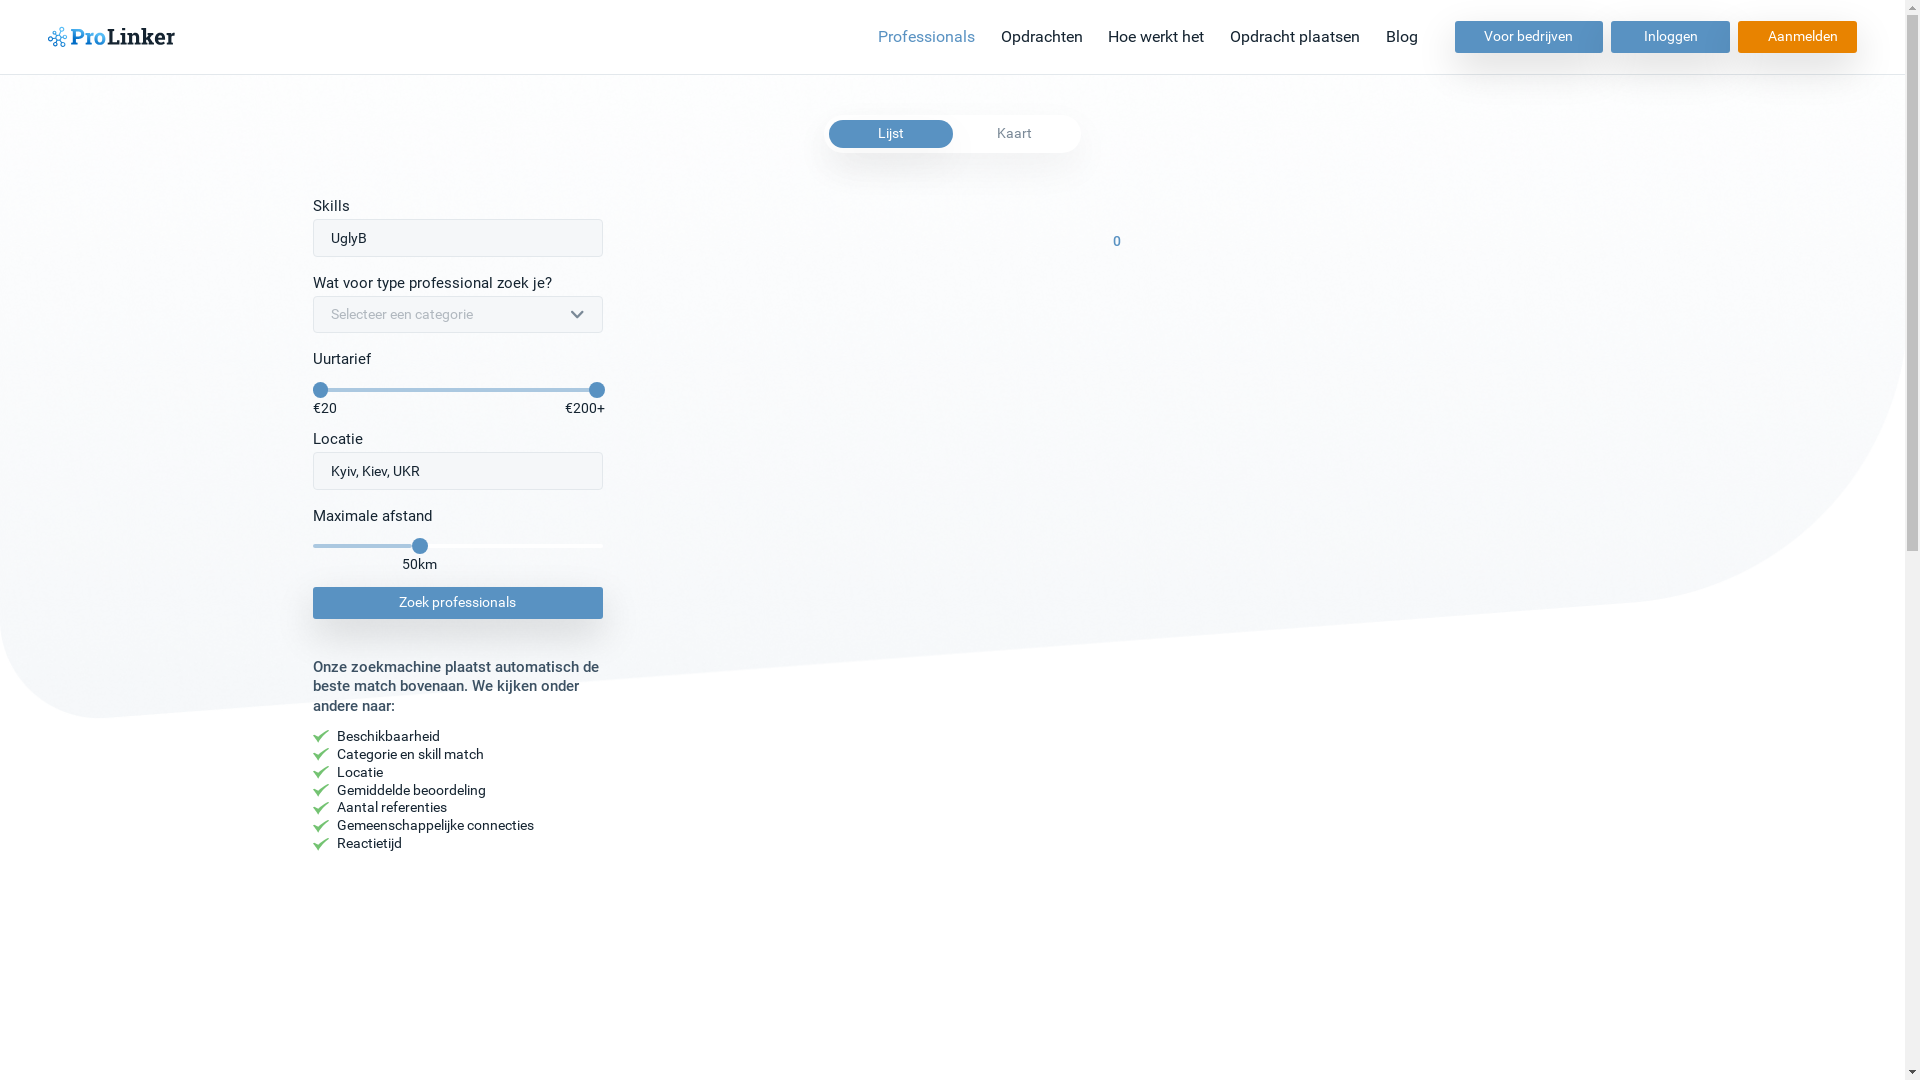 ProLinker
Professionals Opdrachten Hoe werkt het Opdracht plaatsen Blog Voor bedrijven Inloggen Aanmelden
Lijst Kaart
Skills
UglyB
0
Wat voor type professional zoek je?
Selecteer een categorie
Uurtarief
€20 €200+
Locatie
Kyiv, Kiev, UKR
Maximale afstand
50km
Zoek professionals
Onze zoekmachine plaatst automatisch de
beste match bovenaan. We kijken onder
andere naar:
Beschikbaarheid
Categorie en skill match
Locatie
Gemiddelde beoordeling
Aantal referenties
Gemeenschappelijke connecties
Reactietijd